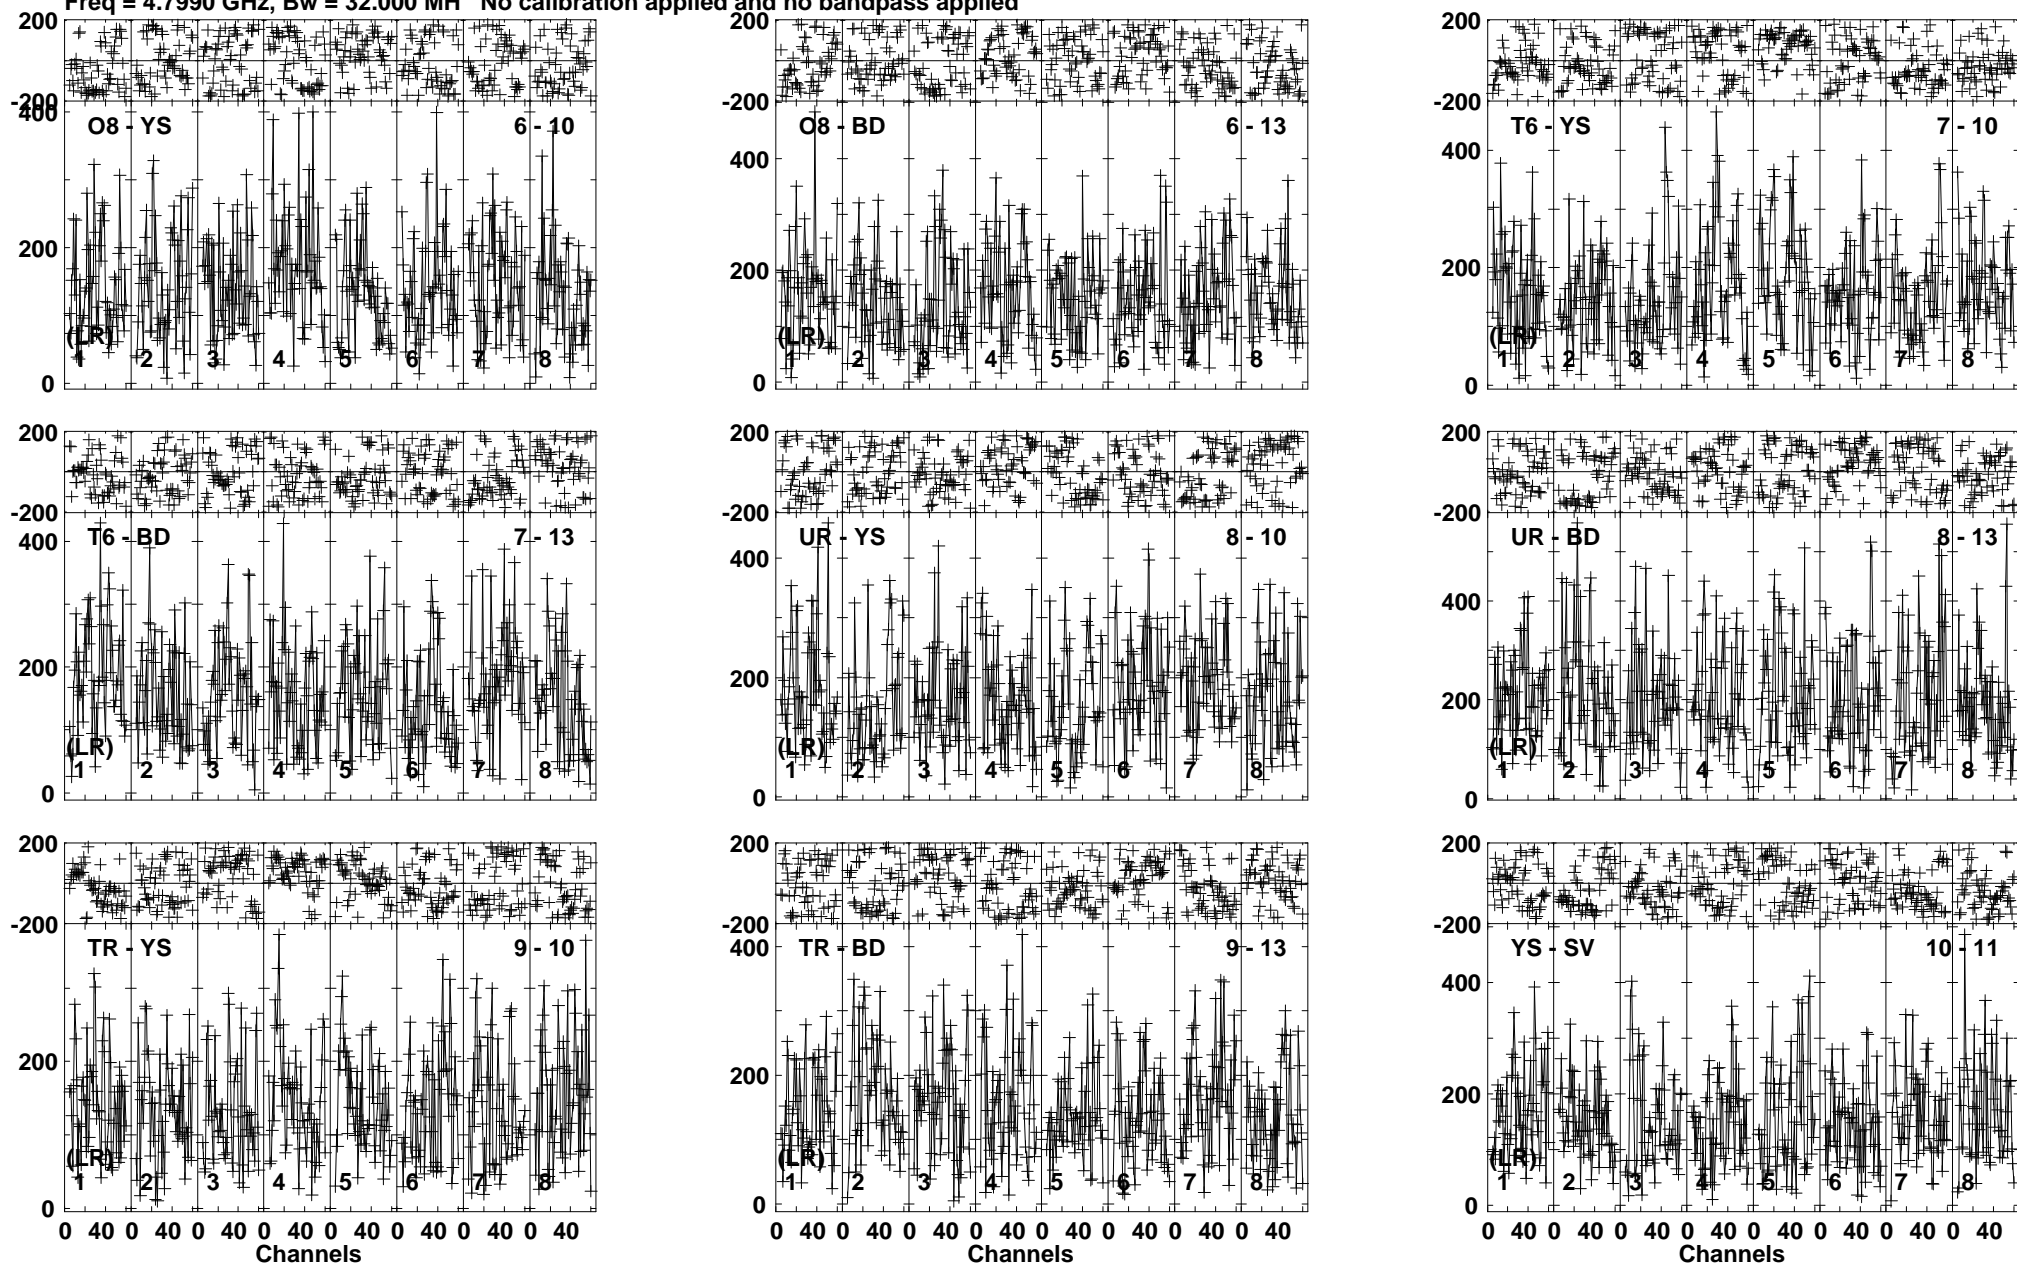 Freq = 4.7990 GHz, Bw = 32.000 MH No calibration applied and no bandpass applied
200 200 200
-200 -200 -200
400 O8 - YS 6 - 10 O8 - BD 6 - 13 T6 - YS 7 - 10
400 400
200 200 200
(LR) (LR) (LR)
1 2 3 4 5 6 7 8 1 2 3 4 5 6 7 8 1 2 3 4 5 6 7 8
0 0 0
200 200 200
-200 -200 -200
T6 - BD 7 - 13 UR - YS 8 - 10 UR - BD 8 - 13
400 400 400
200 200 200
(LR) (LR) (LR)
1 2 3 4 5 6 7 8 1 2 3 4 5 6 7 8 1 2 3 4 5 6 7 8
0 0 0
200 200 200
-200 -200 -200
TR - YS 9 - 10 TR - BD 9 - 13 YS - SV 10 - 11
400 400
200 200 200
(LR) (LR) (LR)
1 2 3 4 5 6 7 8 1 2 3 4 5 6 7 8 1 2 3 4 5 6 7 8
0 0 0
0 40 0 40 0 40 0 40 0 40 0 40 0 40 0 40 0 40 0 40 0 40 0 40 0 40 0 40 0 40 0 40 0 40 0 40 0 40 0 40 0 40 0 40 0 40 0 40
Channels Channels Channels